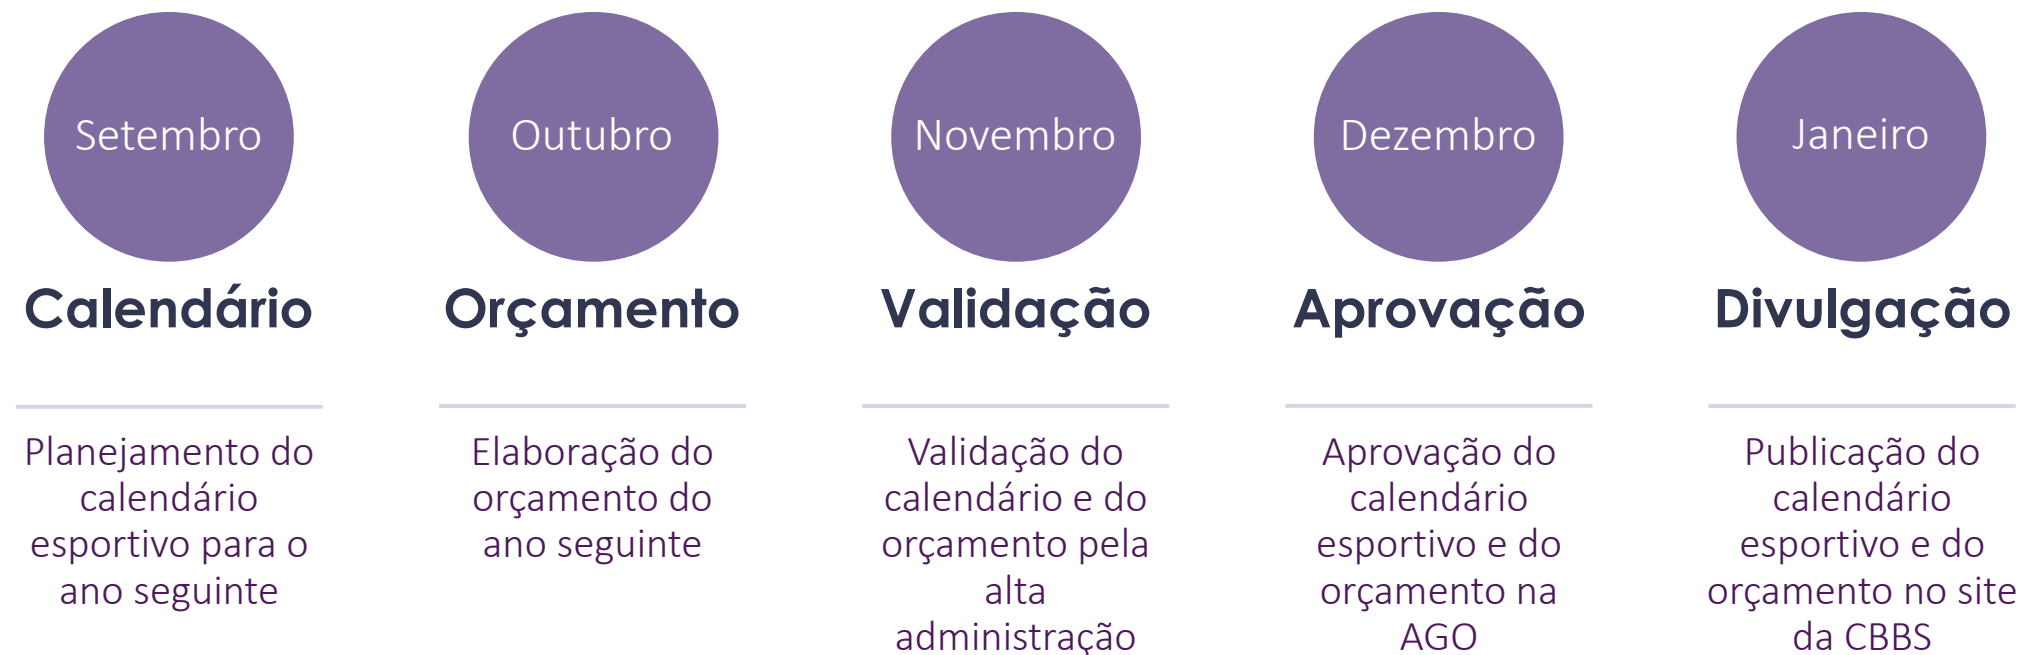 Setembro
Calendário
Planejamento do
calendário
esportivo para o
ano seguinte
Outubro
Orçamento
Elaboração do
orçamento do
ano seguinte
Novembro
Validação
Validação do
calendário e do
orçamento pela
alta
administração
Dezembro
Aprovação
Aprovação do
calendário
esportivo e do
orçamento na
AGO
Janeiro
Divulgação
Publicação do
calendário
esportivo e do
orçamento no site
da CBBS